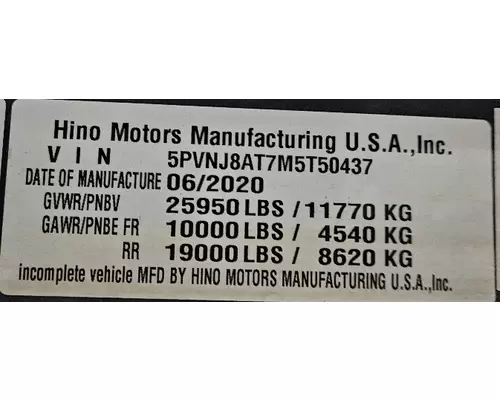 Hino Motors Manufacturing U.S.A.,Inc.
V I N 5PVNJ8AT7M5T50437
DATE OF MANUFACTURE 06/2020
GVWR/PNBV 25950 LBS / 11770 KG
GAWR/PNBE FR 10000 LBS / 4540 KG
RR 19000 LBS / 8620 KG
incomplete vehicle MFD BY HINO MOTORS MANUFACTURING U.S.A.,Inc.